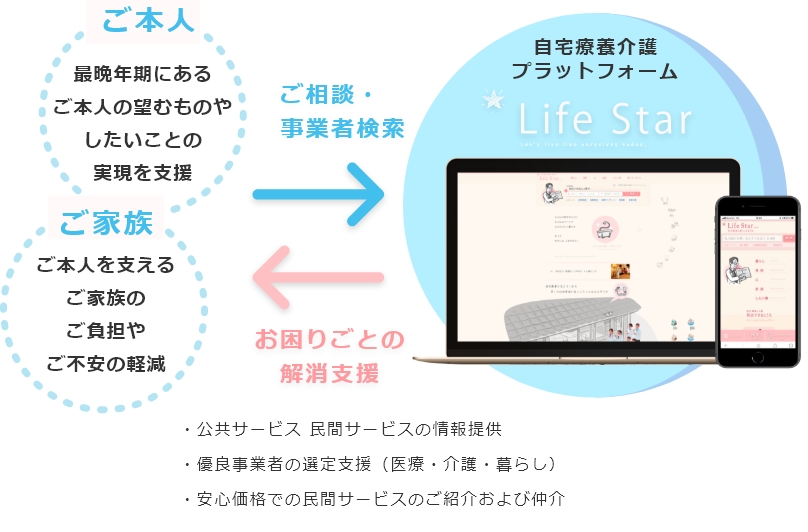 ご本人
最晩年期にある
ご本人の望むものや
したいことの
実現を支援
ご家族
ご本人を支える
ご家族の
ご負担や
ご不安の軽減
ご相談・
事業者検索
お困りごとの
解消支援
自宅療養介護
プラットフォーム
Life Star
Life Star
・公共サービス 民間サービスの情報提供
・優良事業者の選定支援（医療・介護・暮らし）
・安心価格での民間サービスのご紹介および仲介